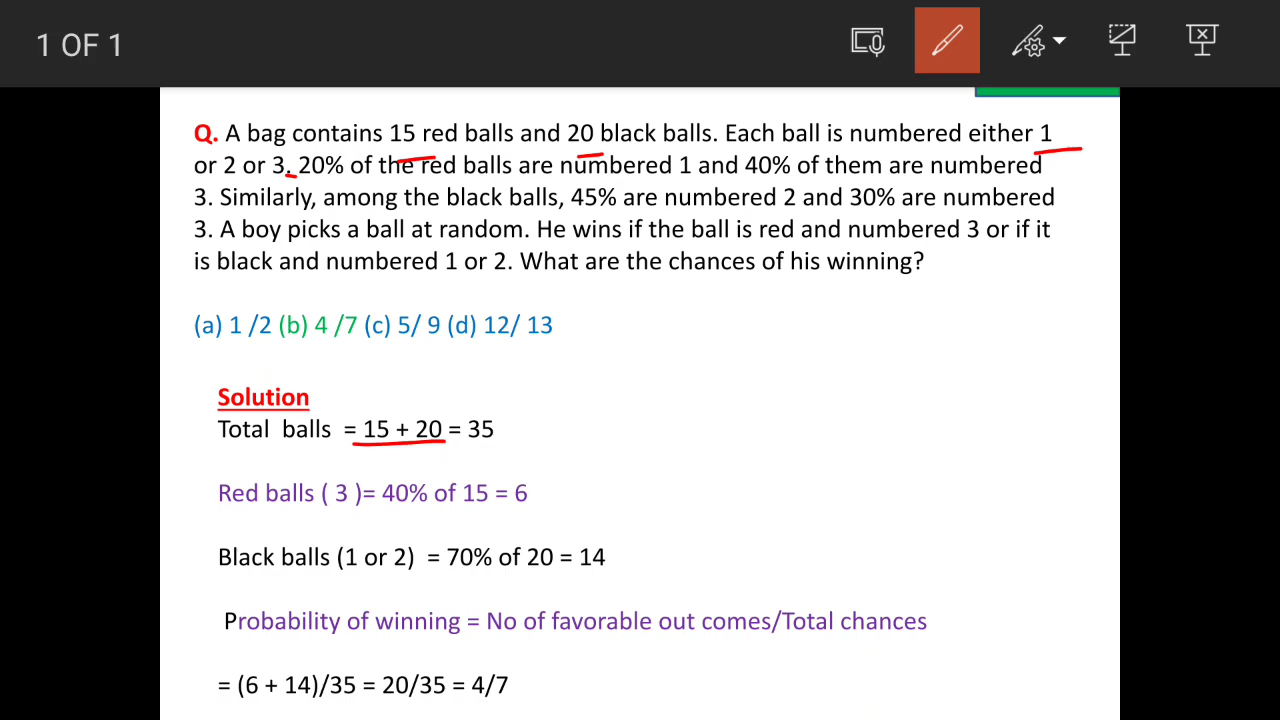 1 OF 1
Q. A bag contains 15 red balls and 20 black balls. Each ball is numbered either 1
or 2 or 3. 20% of the red balls are numbered 1 and 40% of them are numbered
3. Similarly, among the black balls, 45% are numbered 2 and 30% are numbered
3. A boy picks a ball at random. He wins if the ball is red and numbered 3 or if it
is black and numbered 1 or 2. What are the chances of his winning?
(a) 1 /2 (b) 4 /7 (c) 5/ 9 (d) 12/ 13
Solution
Total balls = 15 + 20 = 35
Red balls ( 3 )= 40% of 15 = 6
Black balls (1 or 2) = 70% of 20 = 14
Probability of winning = No of favorable out comes/Total chances
= (6 + 14)/35 = 20/35 = 4/7